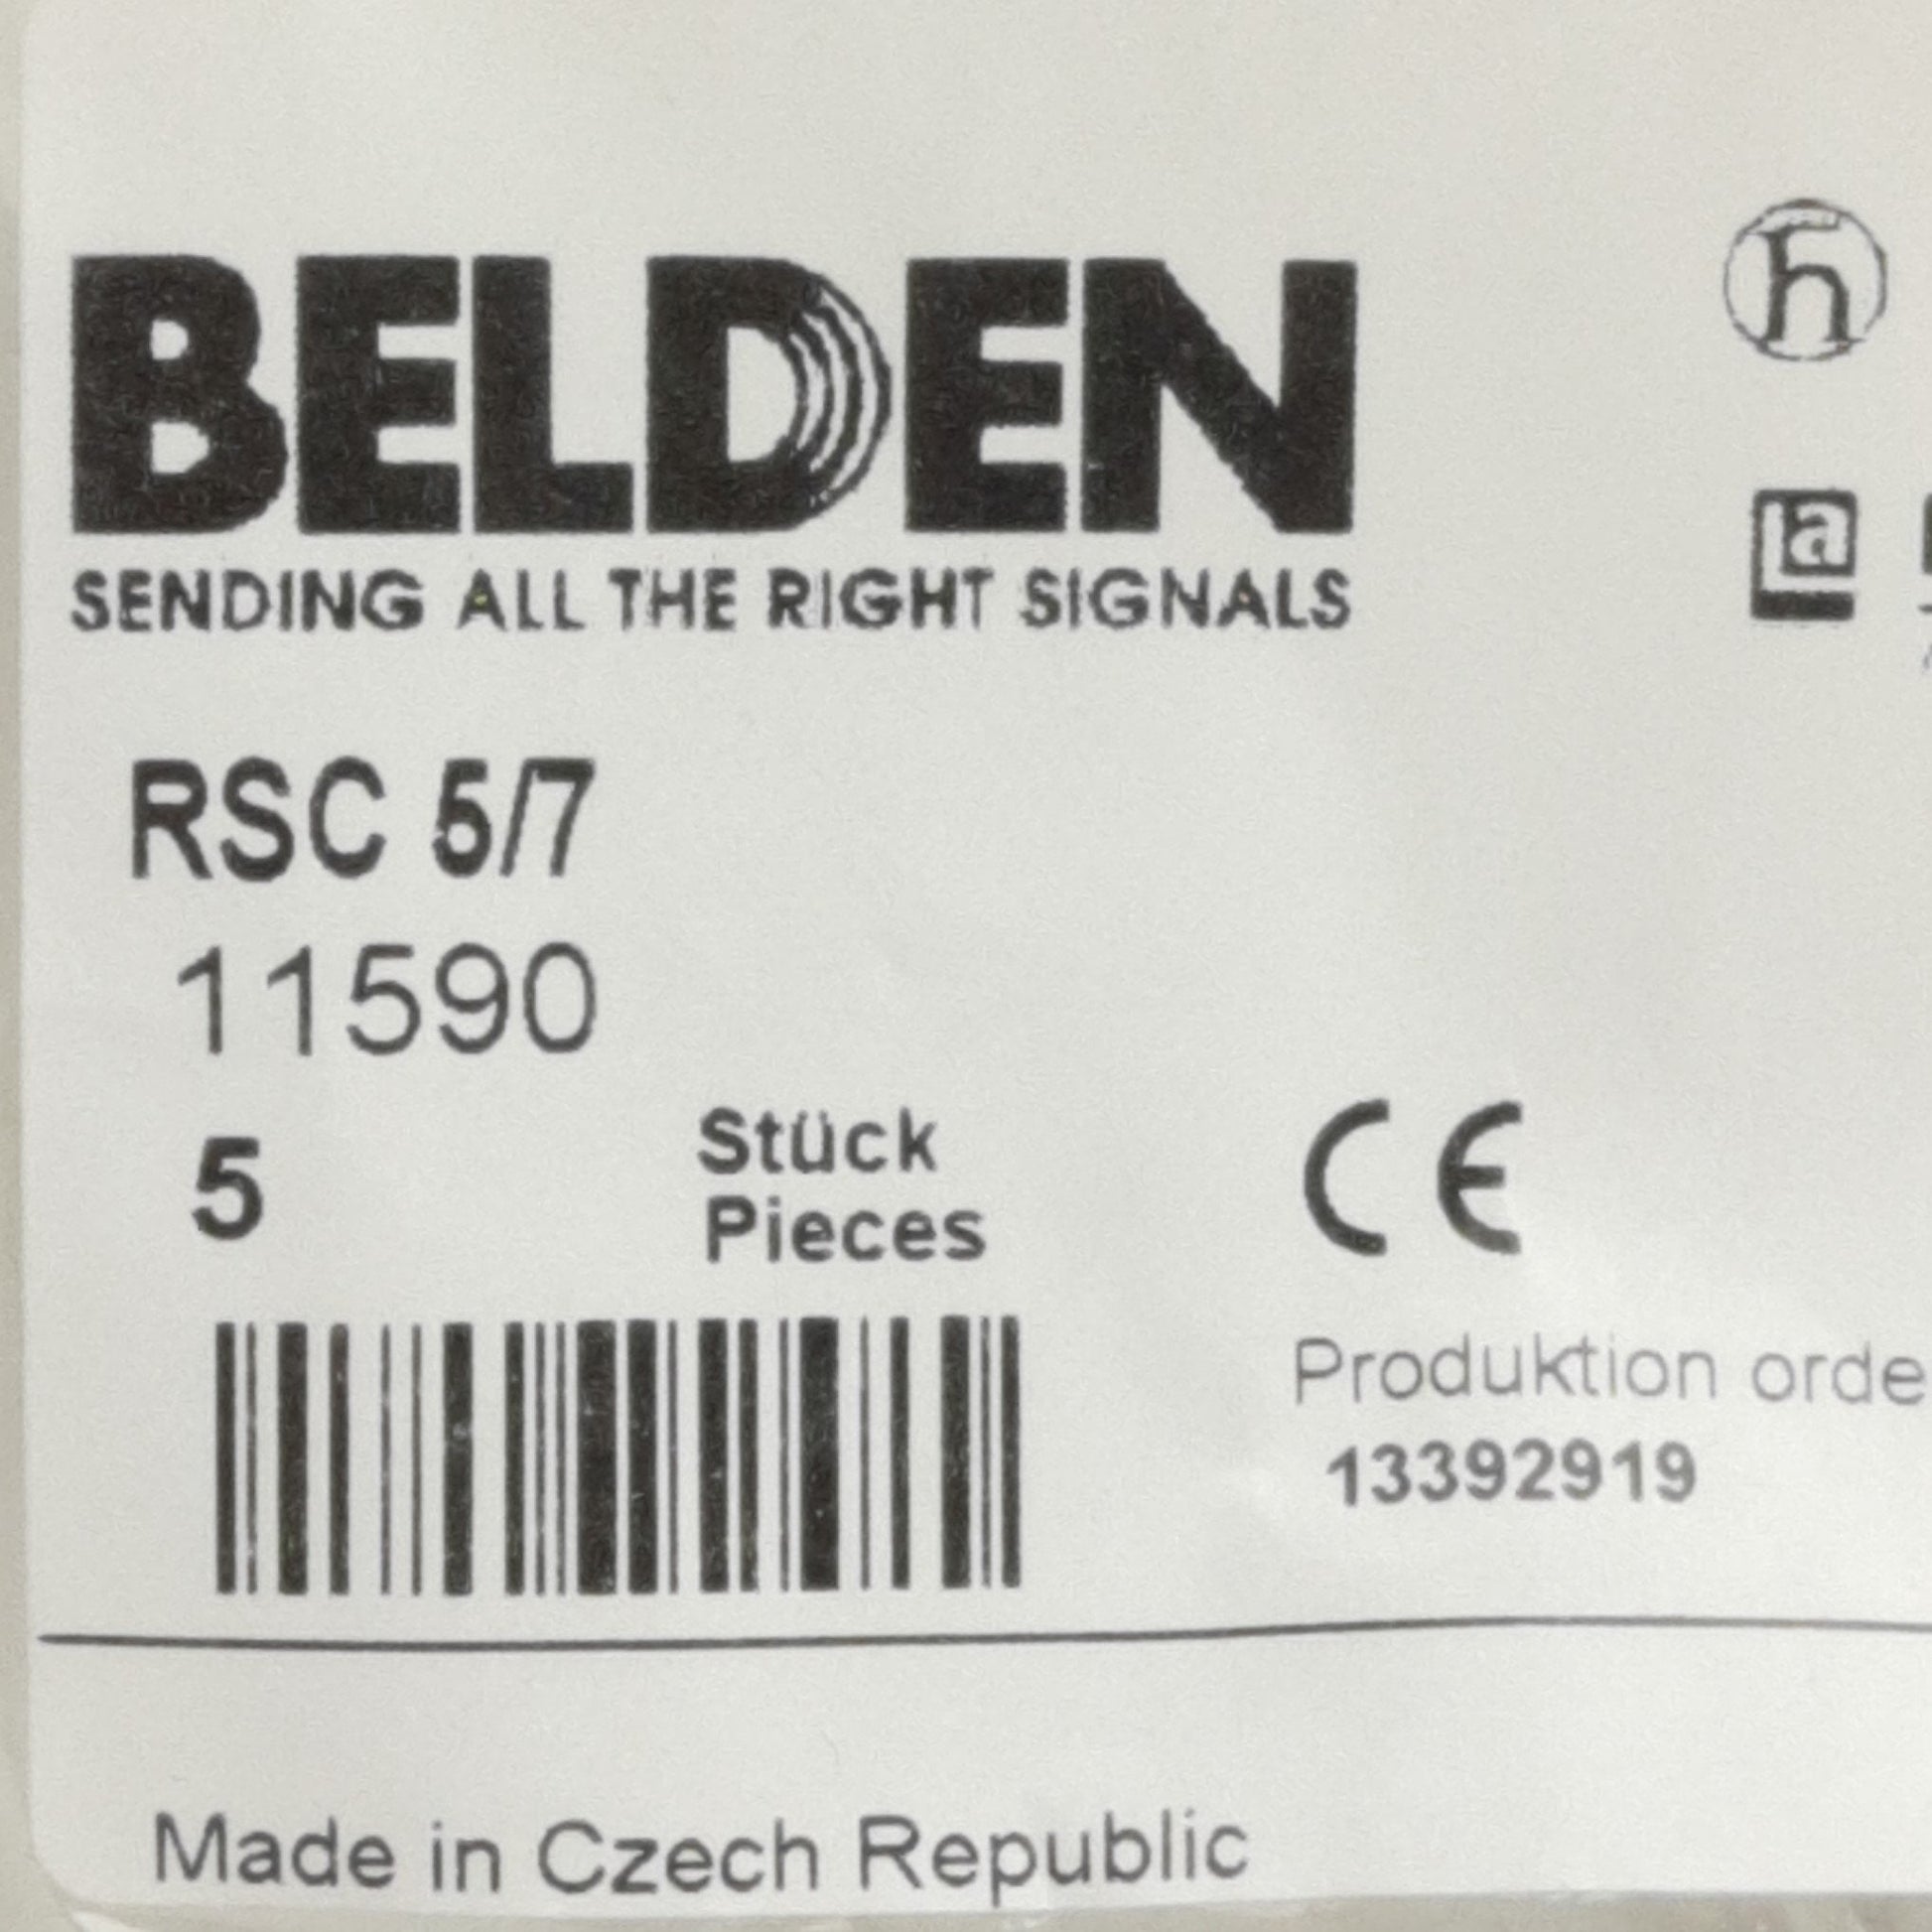 BELDEN
SENDING ALL THE RIGHT SIGNALS
h
La
RSC 5/7
11590
5 Stück
Pieces
CE
Produktion orde
13392919
Made in Czech Republic